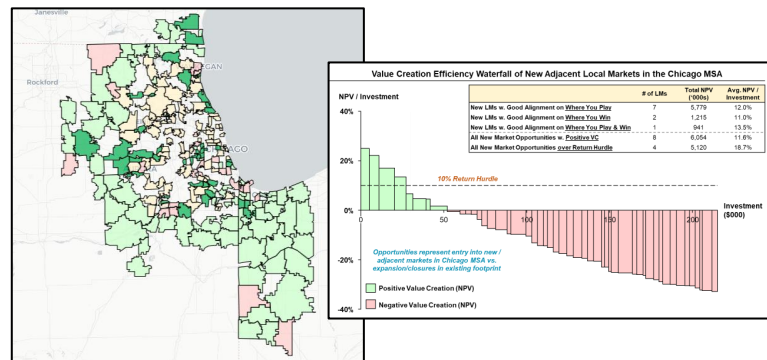 Janesville
Rockford
Value Creation Efficiency Waterfall of New Adjacent Local Markets in the Chicago MSA
NPV / Investment
# of LMs
Total NPV ('000s)
Avg. NPV / Investment
New LMs w. Good Alignment on Where You Play 7 5,779 12.0%
New LMs w. Good Alignment on Where You Win 2 1,215 11.0%
New LMs w. Good Alignment on Where You Play & Win 1 941 13.5%
All New Market Opportunities w. Positive VC 8 6,054 11.6%
All New Market Opportunities over Return Hurdle 4 5,120 18.7%
40%
20%
10% Return Hurdle
Investment
($000)
0%
0
50
100
150
200
-20%
Opportunities represent entry into new /
adjacent markets in Chicago MSA vs.
expansion/closures in existing footprint
Positive Value Creation (NPV)
Negative Value Creation (NPV)
-40%